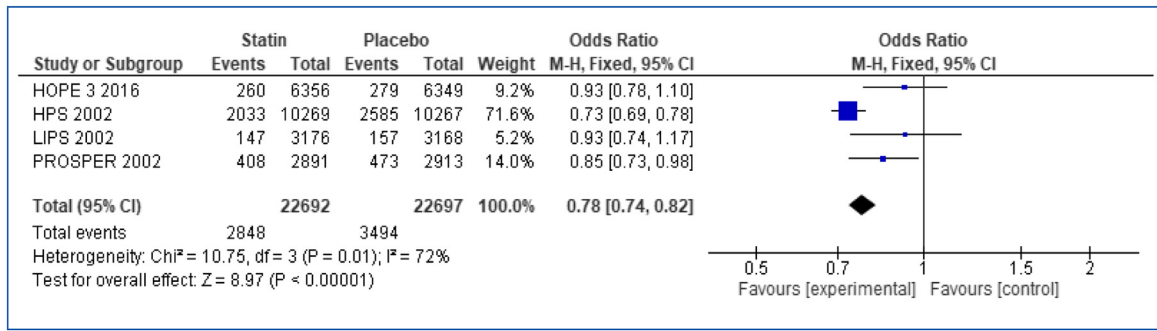 Statin Placebo Odds Ratio Odds Ratio
Study or Subgroup Events Total Events Total Weight M-H, Fixed, 95% CI M-H, Fixed, 95% CI
HOPE 3 2016 260 6356 279 6349 9.2% 0.93 [0.78, 1.10]
HPS 2002 2033 10269 2585 10267 71.6% 0.73 [0.69, 0.78]
LIPS 2002 147 3176 157 3168 5.2% 0.93 [0.74, 1.17]
PROSPER 2002 408 2891 473 2913 14.0% 0.85 [0.73, 0.98]
Total (95% CI) 22692 22697 100.0% 0.78 [0.74, 0.82]
Total events 2848 3494
Heterogeneity: Chi² = 10.75, df = 3 (P = 0.01); I² = 72%
Test for overall effect: Z = 8.97 (P < 0.00001)
0.5 0.7 1 1.5 2
Favours [experimental] Favours [control]